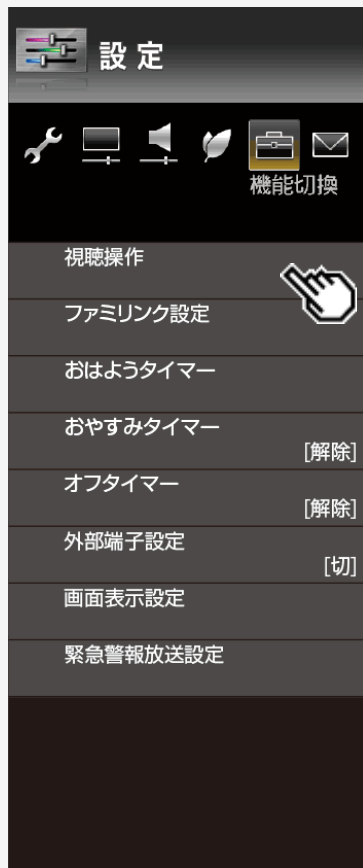 設定
機能切換
視聴操作
ファミリンク設定
おはようタイマー
おやすみタイマー
[解除]
オフタイマー
[解除]
外部端子設定
[切]
画面表示設定
緊急警報放送設定